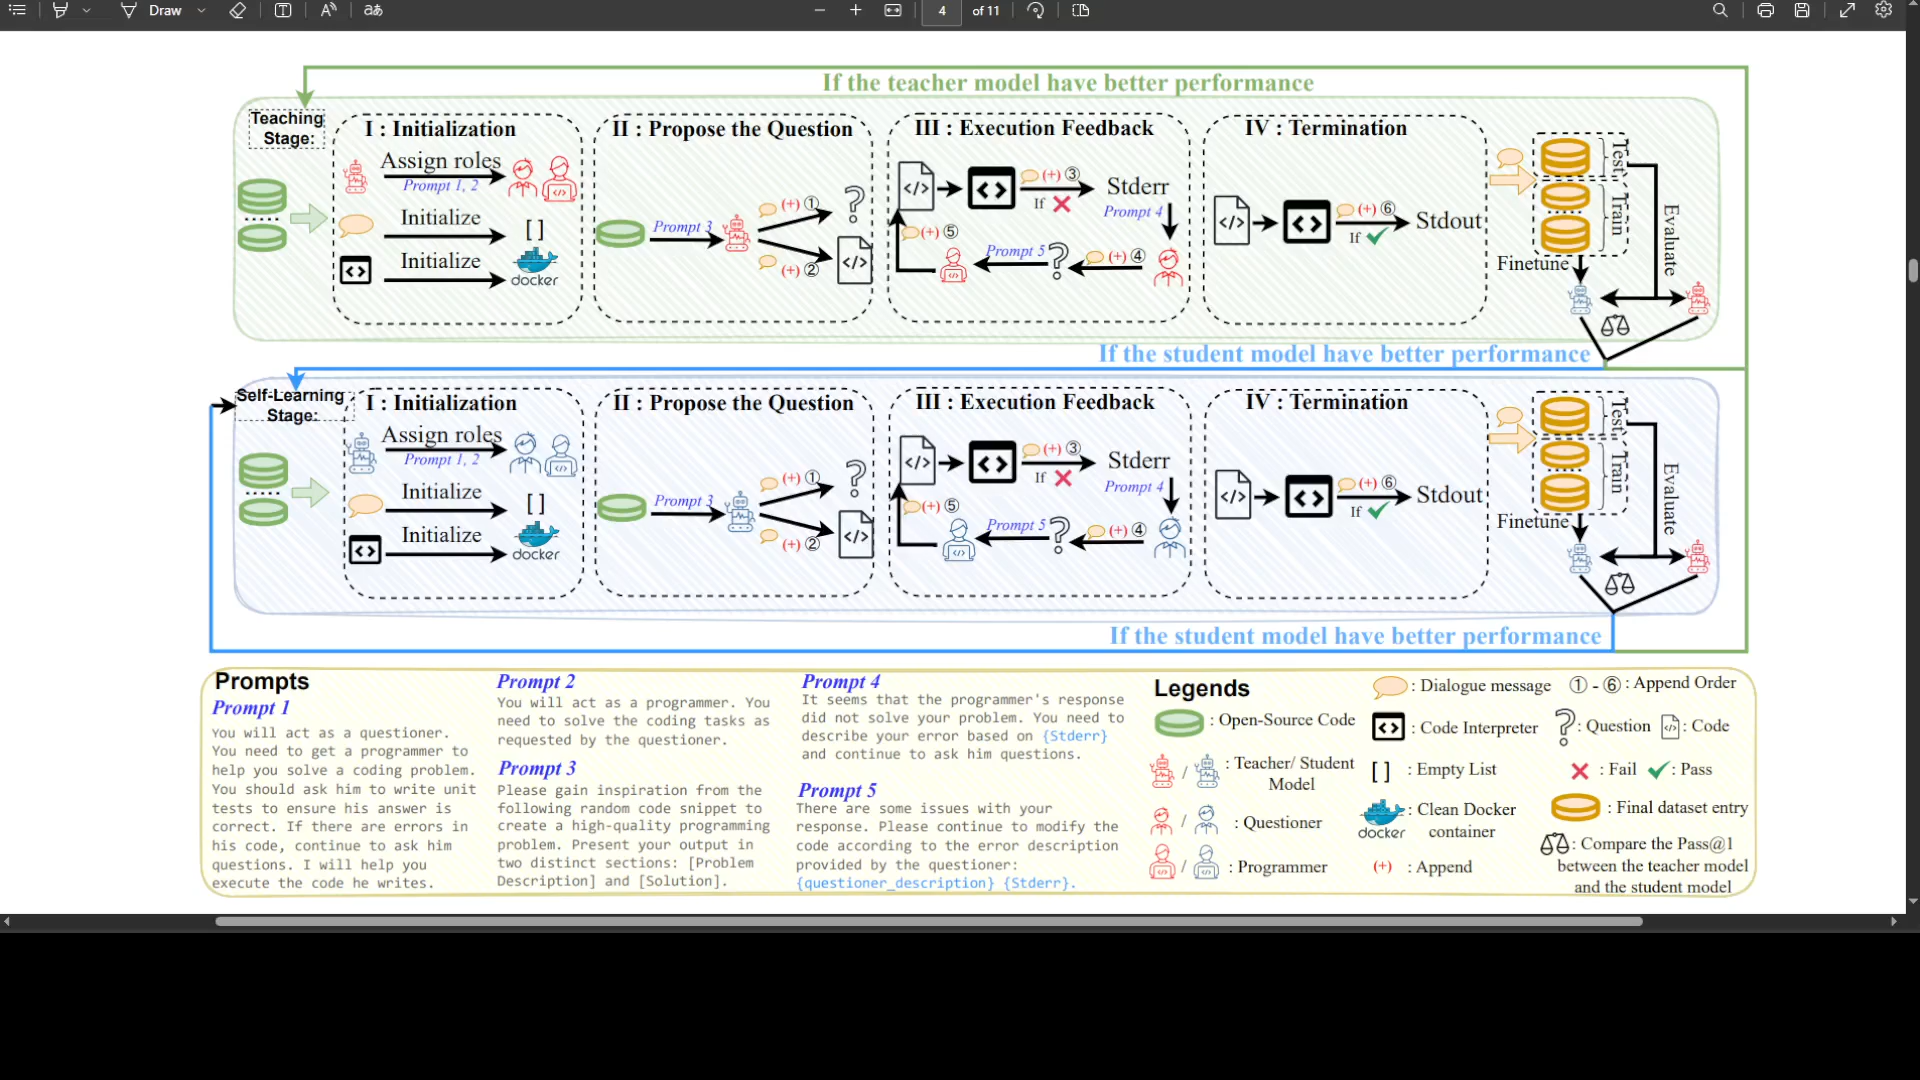 Draw
4
of 11
If the teacher model have better performance
Teaching
Stage:
I : Initialization
Assign roles
Prompt 1, 2
Initialize
[ ]
Initialize
docker
II : Propose the Question
Prompt 3
(+) ①
(+) ②
III : Execution Feedback
(+) ③
If
Stderr
Prompt 4
(+) ⑤
Prompt 5
(+) ④
IV : Termination
(+) ⑥
If
Stdout
Test
Train
Evaluate
Finetune
If the student model have better performance
Self-Learning
Stage:
I : Initialization
Assign roles
Prompt 1, 2
Initialize
[ ]
Initialize
docker
II : Propose the Question
Prompt 3
(+) ①
(+) ②
III : Execution Feedback
(+) ③
If
Stderr
Prompt 4
(+) ⑤
Prompt 5
(+) ④
IV : Termination
(+) ⑥
If
Stdout
Test
Train
Evaluate
Finetune
If the student model have better performance
Prompts
Prompt 1
You will act as a questioner.
You need to get a programmer to
help you solve a coding problem.
You should ask him to write unit
tests to ensure his answer is
correct. If there are errors in
his code, continue to ask him
questions. I will help you
execute the code he writes.
Prompt 2
You will act as a programmer. You
need to solve the coding tasks as
requested by the questioner.
Prompt 3
Please gain inspiration from the
following random code snippet to
create a high-quality programming
problem. Present your output in
two distinct sections: [Problem
Description] and [Solution].
Prompt 4
It seems that the programmer's response
did not solve your problem. You need to
describe your error based on {Stderr}
and continue to ask him questions.
Prompt 5
There are some issues with your
response. Please continue to modify the
code according to the error description
provided by the questioner:
{questioner_description} {Stderr}.
Legends
: Open-Source Code
/ : Teacher/ Student
Model
/ : Questioner
/ : Programmer
: Dialogue message
: Code Interpreter
[ ] : Empty List
docker
: Clean Docker
container
(+) : Append
① - ⑥ : Append Order
: Question
: Code
: Fail
: Pass
: Final dataset entry
: Compare the Pass@1
between the teacher model
and the student model